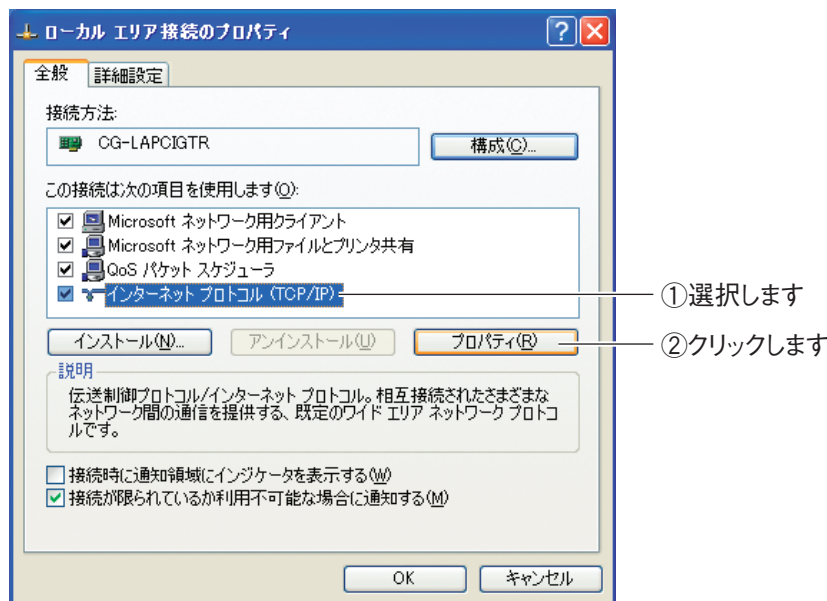 ローカル エリア接続のプロパティ
全般
詳細設定
接続方法:
CG-LAPCIGTR
構成(C)...
この接続は次の項目を使用します(O):
Microsoft ネットワーク用クライアント
Microsoft ネットワーク用ファイルとプリンタ共有
QoS パケット スケジューラ
インターネット プロトコル (TCP/IP)
①選択します
インストール(N)...
アンインストール(U)
プロパティ(R)
②クリックします
説明
伝送制御プロトコル/インターネット プロトコル。相互接続されたさまざまな
ネットワーク間の通信を提供する、既定のワイド エリア ネットワーク プロトコ
ルです。
接続時に通知領域にインジケータを表示する(W)
接続が限られているか利用不可能な場合に通知する(M)
OK
キャンセル